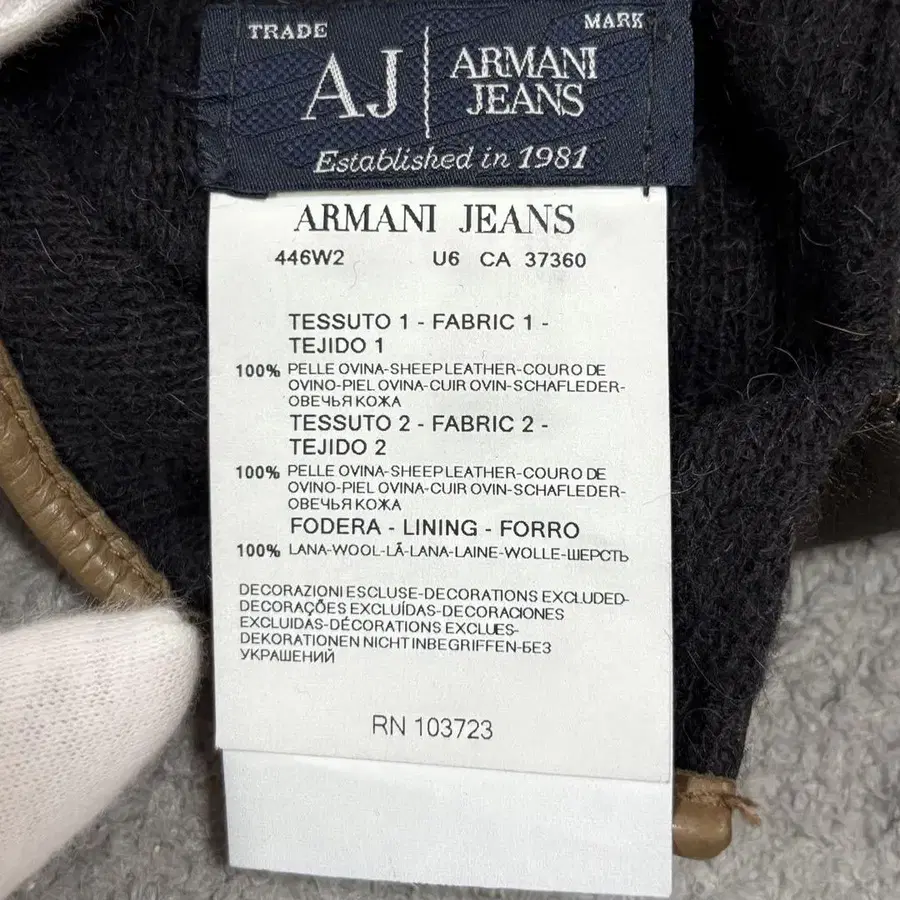 TRADE MARK
AJ ARMANI JEANS
Established in 1981
ARMANI JEANS
446W2 U6 CA 37360
TESSUTO 1 - FABRIC 1 -
TEJIDO 1
100% PELLE OVINA-SHEEPLEATHER-COURO DE
OVINO-PIEL OVINA-CUIR OVIN-SCHAFLEDER-
ОВЕЧЬЯ КОЖА
TESSUTO 2 - FABRIC 2 -
TEJIDO 2
100% PELLE OVINA-SHEEPLEATHER-COURO DE
OVINO-PIEL OVINA-CUIR OVIN-SCHAFLEDER-
ОВЕЧЬЯ КОЖА
FODERA - LINING - FORRO
100% LANA-WOOL-LÃ-LANA-LAINE-WOLLE-ШЕРСТЬ
DECORAZIONI ESCLUSE-DECORATIONS EXCLUDED-
DECORAÇÕES EXCLUÍDAS-DECORACIONES
EXCLUIDAS-DÉCORATIONS EXCLUES-
DEKORATIONEN NICHT INBEGRIFFEN-БЕЗ
УКРАШЕНИЙ
RN 103723